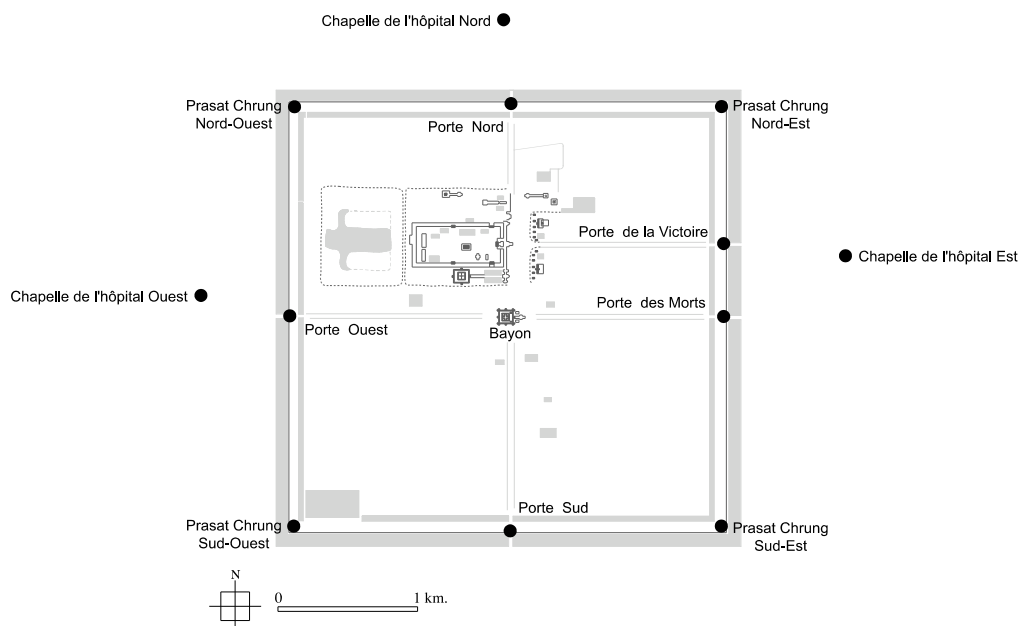 Chapelle de l'hôpital Nord
Prasat Chrung
Nord-Ouest
Porte Nord
Prasat Chrung
Nord-Est
Porte de la Victoire
Chapelle de l'hôpital Est
Chapelle de l'hôpital Ouest
Porte des Morts
Porte Ouest
Bayon
Porte Sud
Prasat Chrung
Sud-Ouest
Prasat Chrung
Sud-Est
N
0
1 km.